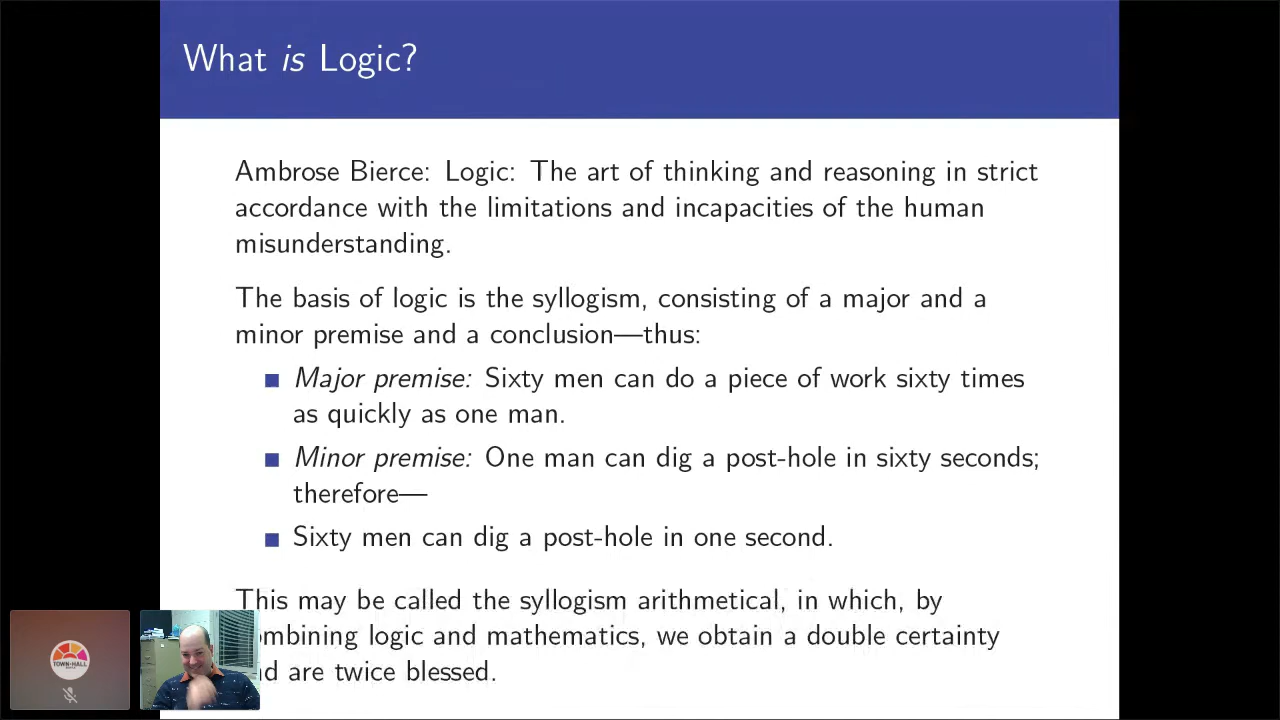 What is Logic?
Ambrose Bierce: Logic: The art of thinking and reasoning in strict
accordance with the limitations and incapacities of the human
misunderstanding.
The basis of logic is the syllogism, consisting of a major and a
minor premise and a conclusion—thus:
Major premise: Sixty men can do a piece of work sixty times
as quickly as one man.
Minor premise: One man can dig a post-hole in sixty seconds;
therefore—
Sixty men can dig a post-hole in one second.
This may be called the syllogism arithmetical, in which, by
ombining logic and mathematics, we obtain a double certainty
nd are twice blessed.
TOWN HALL